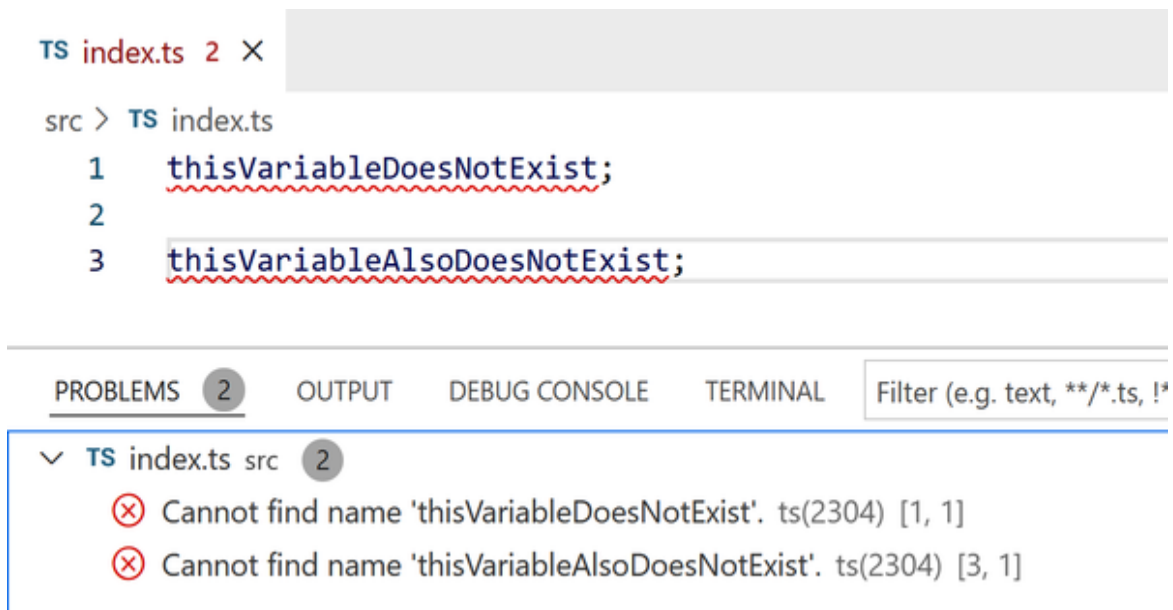 TS index.ts 2 ×
src > TS index.ts
1 thisVariableDoesNotExist;
2
3 thisVariableAlsoDoesNotExist;
PROBLEMS 2 OUTPUT DEBUG CONSOLE TERMINAL Filter (e.g. text, **/*.ts, !*
TS index.ts src 2
Cannot find name 'thisVariableDoesNotExist'. ts(2304) [1, 1]
Cannot find name 'thisVariableAlsoDoesNotExist'. ts(2304) [3, 1]